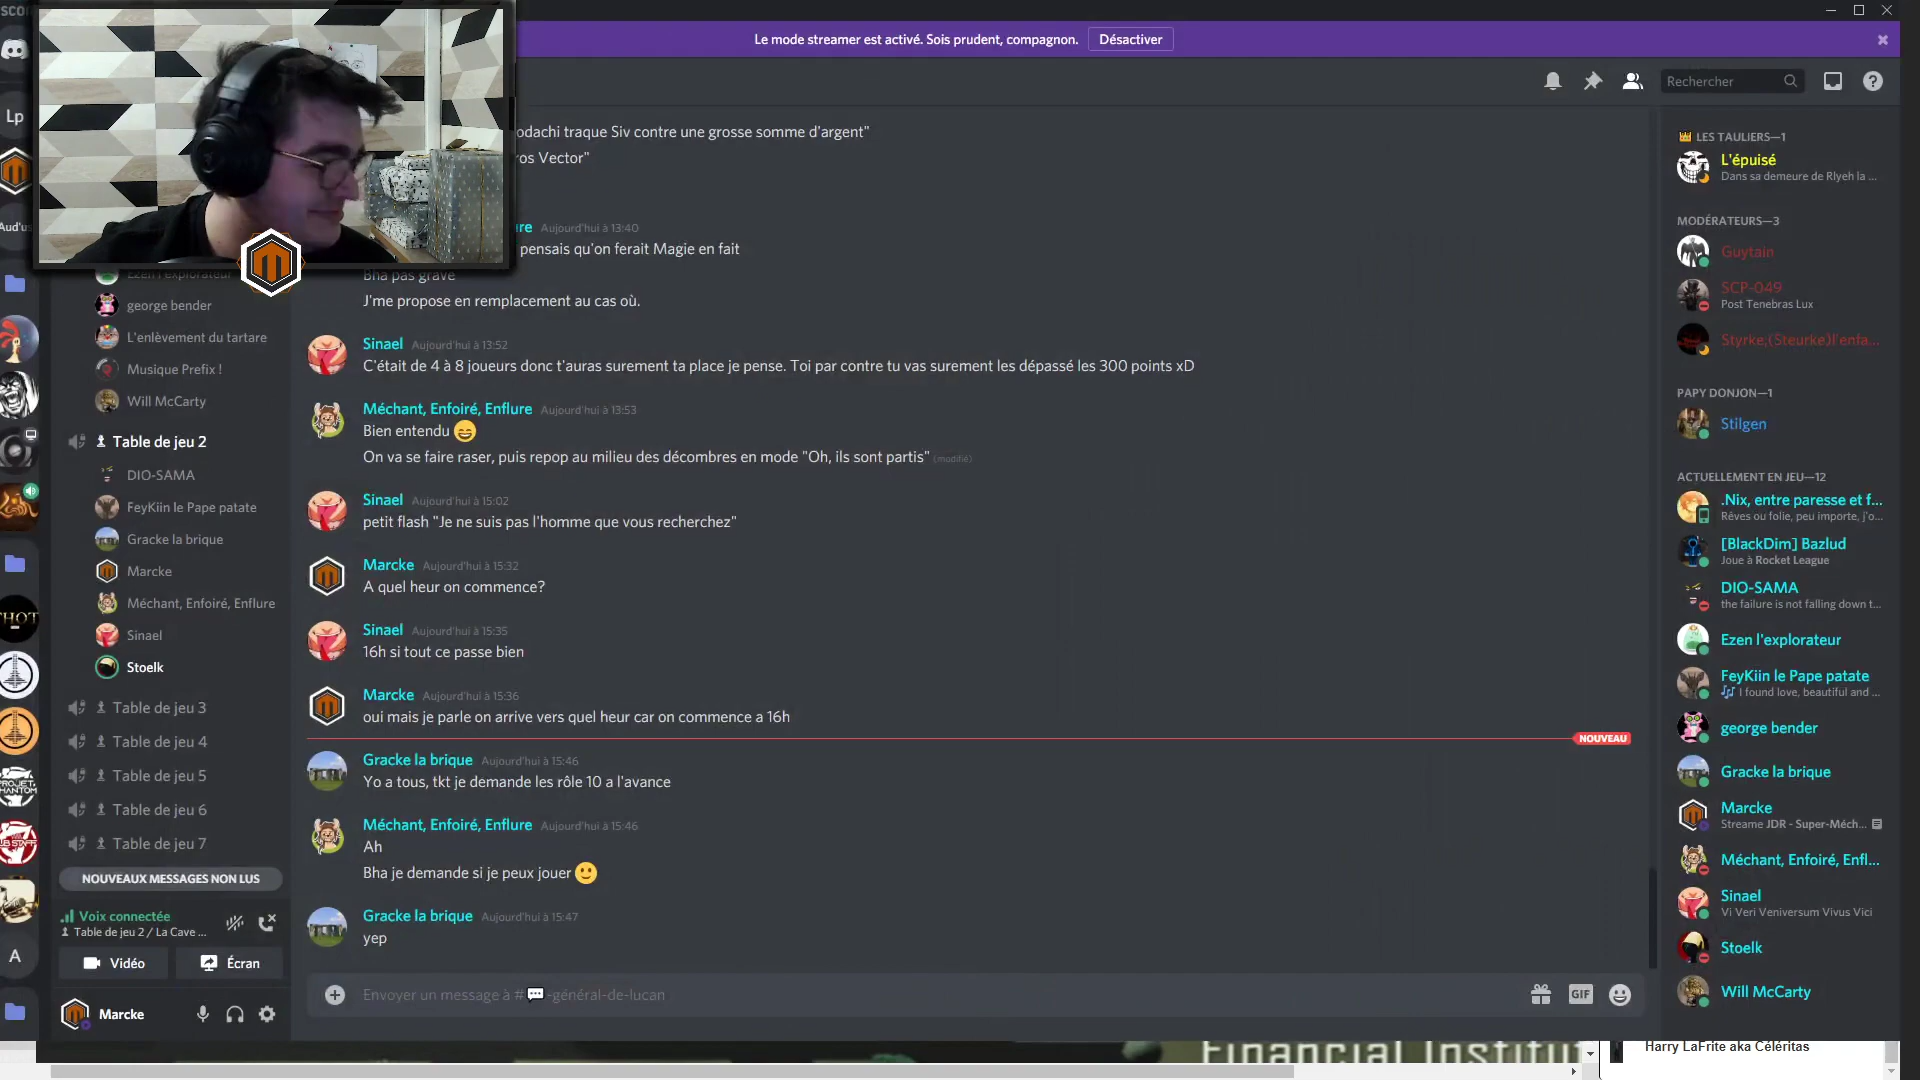 Le mode streamer est activé. Sois prudent, compagnon.
Désactiver
Rechercher
Lp
Aud'us
odachi traque Siv contre une grosse somme d'argent"
ros Vector"
re Aujourd'hui à 13:40
pensais qu'on ferait Magie en fait
Bha pas grave
J'me propose en remplacement au cas où.
Sinael Aujourd'hui à 13:52
C'était de 4 à 8 joueurs donc t'auras surement ta place je pense. Toi par contre tu vas surement les dépassé les 300 points xD
Méchant, Enfoiré, Enflure Aujourd'hui à 13:53
Bien entendu 😄
On va se faire raser, puis repop au milieu des décombres en mode "Oh, ils sont partis" (modifié)
Sinael Aujourd'hui à 15:02
petit flash "Je ne suis pas l'homme que vous recherchez"
Marcke Aujourd'hui à 15:32
A quel heur on commence?
Sinael Aujourd'hui à 15:35
16h si tout ce passe bien
Marcke Aujourd'hui à 15:36
oui mais je parle on arrive vers quel heur car on commence a 16h
NOUVEAU
Gracke la brique Aujourd'hui à 15:46
Yo a tous, tkt je demande les rôle 10 a l'avance
Méchant, Enfoiré, Enflure Aujourd'hui à 15:46
Ah
Bha je demande si je peux jouer 🙂
Gracke la brique Aujourd'hui à 15:47
yep
Envoyer un message à #💬-général-de-lucan
GIF
Ezen l'explorateur
george bender
L'enlèvement du tartare
Musique Prefix !
Will McCarty
Table de jeu 2
DIO-SAMA
FeyKiin le Pape patate
Gracke la brique
Marcke
Méchant, Enfoiré, Enflure
Sinael
Stoelk
Table de jeu 3
Table de jeu 4
Table de jeu 5
Table de jeu 6
Table de jeu 7
NOUVEAUX MESSAGES NON LUS
Voix connectée
Table de jeu 2 / La Cave ...
Vidéo
Écran
Marcke
A
LES TAULIERS—1
L'épuisé
Dans sa demeure de Rlyeh la ...
MODÉRATEURS—3
Guytain
SCP-049
Post Tenebras Lux
Styrke;(Steurke)l'enfa...
PAPY DONJON—1
Stilgen
ACTUELLEMENT EN JEU—12
.Nix, entre paresse et f...
Rêves ou folie, peu importe, j'o...
[BlackDim] Bazlud
Joue à Rocket League
DIO-SAMA
the failure is not falling down t...
Ezen l'explorateur
FeyKiin le Pape patate
I found love, beautiful and ...
george bender
Gracke la brique
Marcke
Streame JDR - Super-Méch...
Méchant, Enfoiré, Enfl...
Sinael
Vi Veri Veniversum Vivus Vici
Stoelk
Will McCarty
Financial Institut
Harry LaFrite aka Céléritas